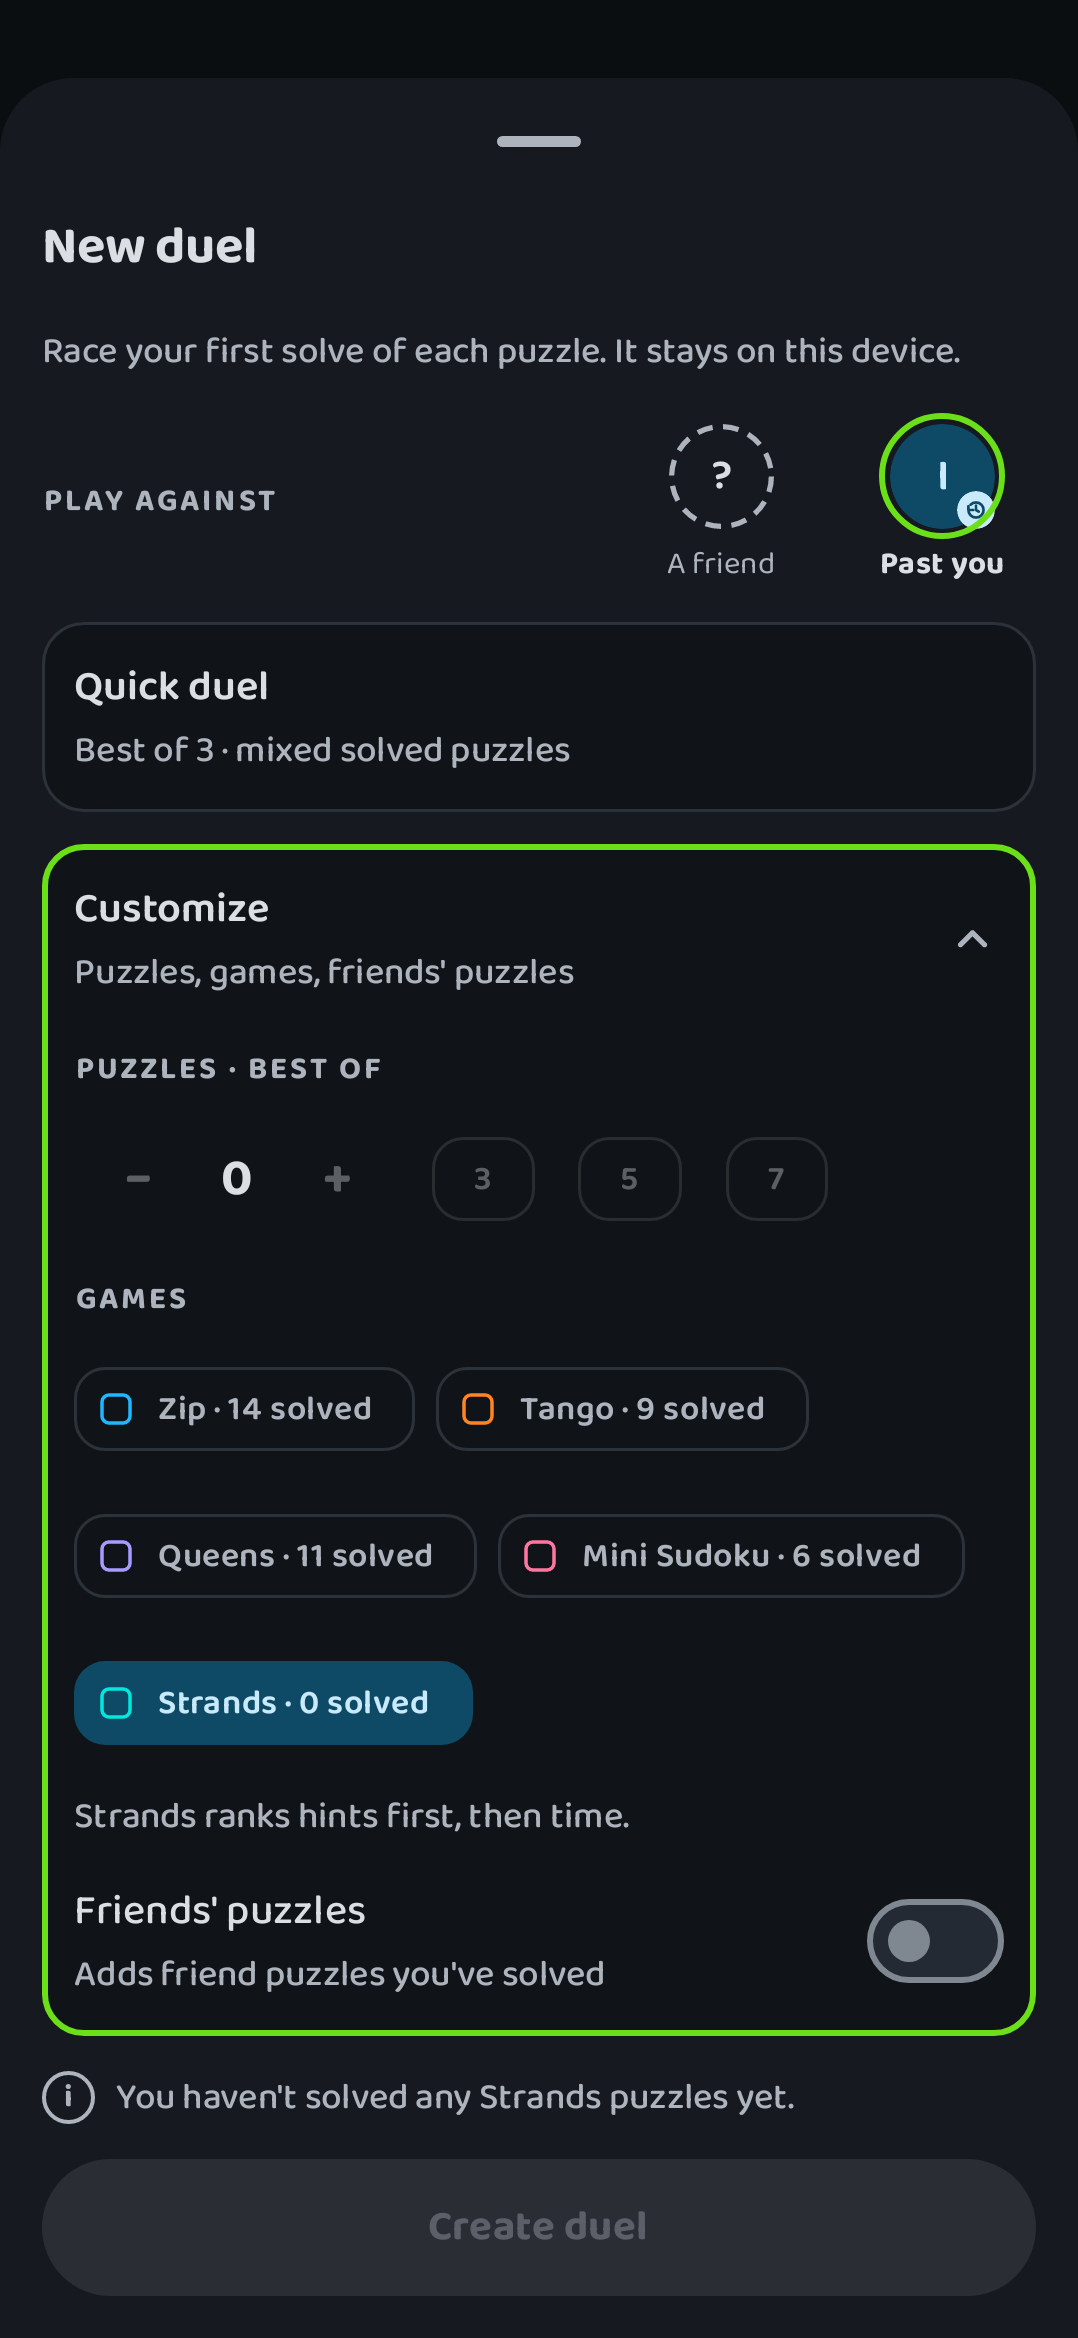 New duel
Race your first solve of each puzzle. It stays on this device.
PLAY AGAINST
?
A friend
I
Past you
Quick duel
Best of 3 · mixed solved puzzles
Customize
Puzzles, games, friends' puzzles
PUZZLES · BEST OF
− 0 + 3 5 7
GAMES
Zip · 14 solved
Tango · 9 solved
Queens · 11 solved
Mini Sudoku · 6 solved
Strands · 0 solved
Strands ranks hints first, then time.
Friends' puzzles
Adds friend puzzles you've solved
You haven't solved any Strands puzzles yet.
Create duel